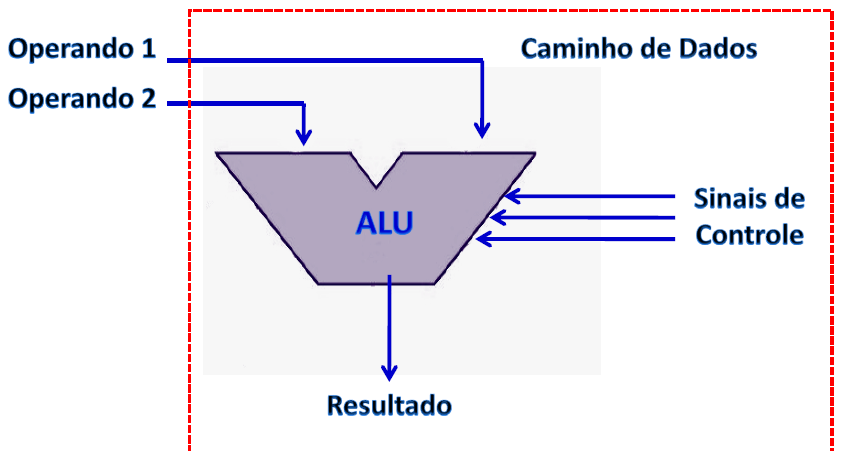 Operando 1
Caminho de Dados
Operando 2
ALU
Sinais de
Controle
Resultado